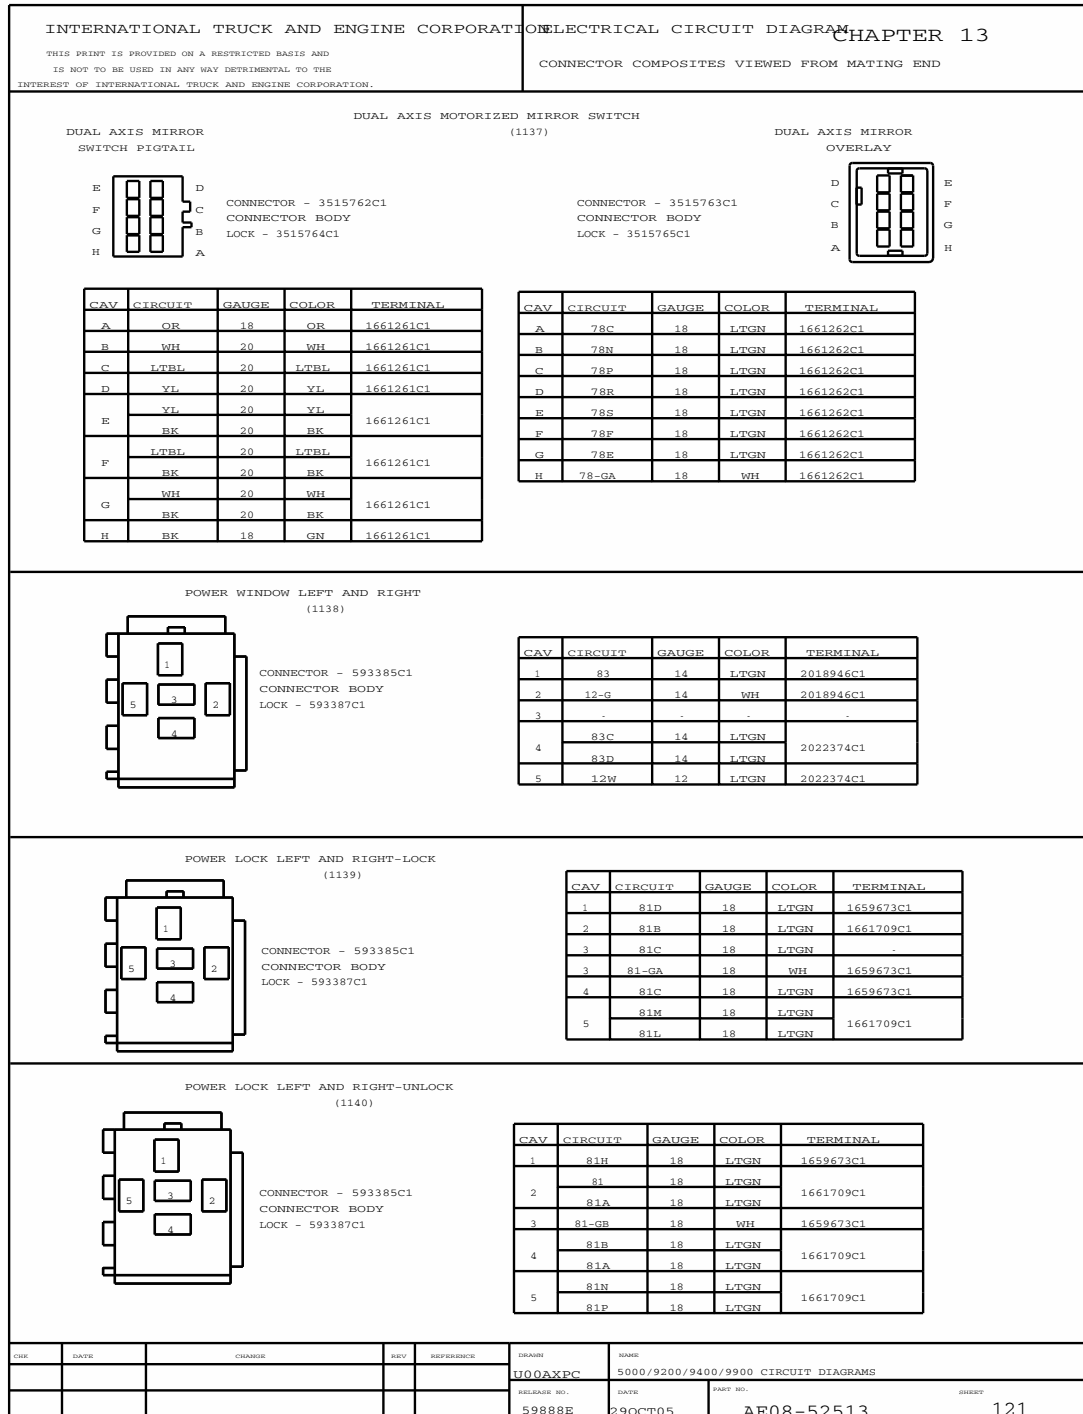 INTERNATIONAL TRUCK AND ENGINE CORPORATION
THIS PRINT IS PROVIDED ON A RESTRICTED BASIS AND
IS NOT TO BE USED IN ANY WAY DETRIMENTAL TO THE
INTEREST OF INTERNATIONAL TRUCK AND ENGINE CORPORATION.
ELECTRICAL CIRCUIT DIAGRAM
CHAPTER 13
CONNECTOR COMPOSITES VIEWED FROM MATING END
DUAL AXIS MOTORIZED MIRROR SWITCH
(1137)
DUAL AXIS MIRROR
SWITCH PIGTAIL
E D
F C
G B
H A
CONNECTOR - 3515762C1
CONNECTOR BODY
LOCK - 3515764C1
DUAL AXIS MIRROR
OVERLAY
CONNECTOR - 3515763C1
CONNECTOR BODY
LOCK - 3515765C1
D E
C F
B G
A H
CAV CIRCUIT GAUGE COLOR TERMINAL
A OR 18 OR 1661261C1
B WH 20 WH 1661261C1
C LTBL 20 LTBL 1661261C1
D YL 20 YL 1661261C1
E YL 20 YL 1661261C1
BK 20 BK
F LTBL 20 LTBL 1661261C1
BK 20 BK
G WH 20 WH 1661261C1
BK 20 BK
H BK 18 GN 1661261C1
CAV CIRCUIT GAUGE COLOR TERMINAL
A 78C 18 LTGN 1661262C1
B 78N 18 LTGN 1661262C1
C 78P 18 LTGN 1661262C1
D 78R 18 LTGN 1661262C1
E 78S 18 LTGN 1661262C1
F 78F 18 LTGN 1661262C1
G 78E 18 LTGN 1661262C1
H 78-GA 18 WH 1661262C1
POWER WINDOW LEFT AND RIGHT
(1138)
1
5 3 2
4
CONNECTOR - 593385C1
CONNECTOR BODY
LOCK - 593387C1
CAV CIRCUIT GAUGE COLOR TERMINAL
1 83 14 LTGN 2018946C1
2 12-G 14 WH 2018946C1
3 - - - -
4 83C 14 LTGN 2022374C1
83D 14 LTGN
5 12W 12 LTGN 2022374C1
POWER LOCK LEFT AND RIGHT-LOCK
(1139)
1
5 3 2
4
CONNECTOR - 593385C1
CONNECTOR BODY
LOCK - 593387C1
CAV CIRCUIT GAUGE COLOR TERMINAL
1 81D 18 LTGN 1659673C1
2 81B 18 LTGN 1661709C1
3 81C 18 LTGN -
3 81-GA 18 WH 1659673C1
4 81C 18 LTGN 1659673C1
5 81M 18 LTGN 1661709C1
81L 18 LTGN
POWER LOCK LEFT AND RIGHT-UNLOCK
(1140)
1
5 3 2
4
CONNECTOR - 593385C1
CONNECTOR BODY
LOCK - 593387C1
CAV CIRCUIT GAUGE COLOR TERMINAL
1 81H 18 LTGN 1659673C1
2 81 18 LTGN 1661709C1
81A 18 LTGN
3 81-GB 18 WH 1659673C1
4 81B 18 LTGN 1661709C1
81A 18 LTGN
5 81N 18 LTGN 1661709C1
81P 18 LTGN
CHK DATE CHANGE REV REFERENCE
DRAWN
U00AXPC
NAME
5000/9200/9400/9900 CIRCUIT DIAGRAMS
RELEASE NO.
59888E
DATE
29OCT05
PART NO.
AE08-52513
SHEET
121